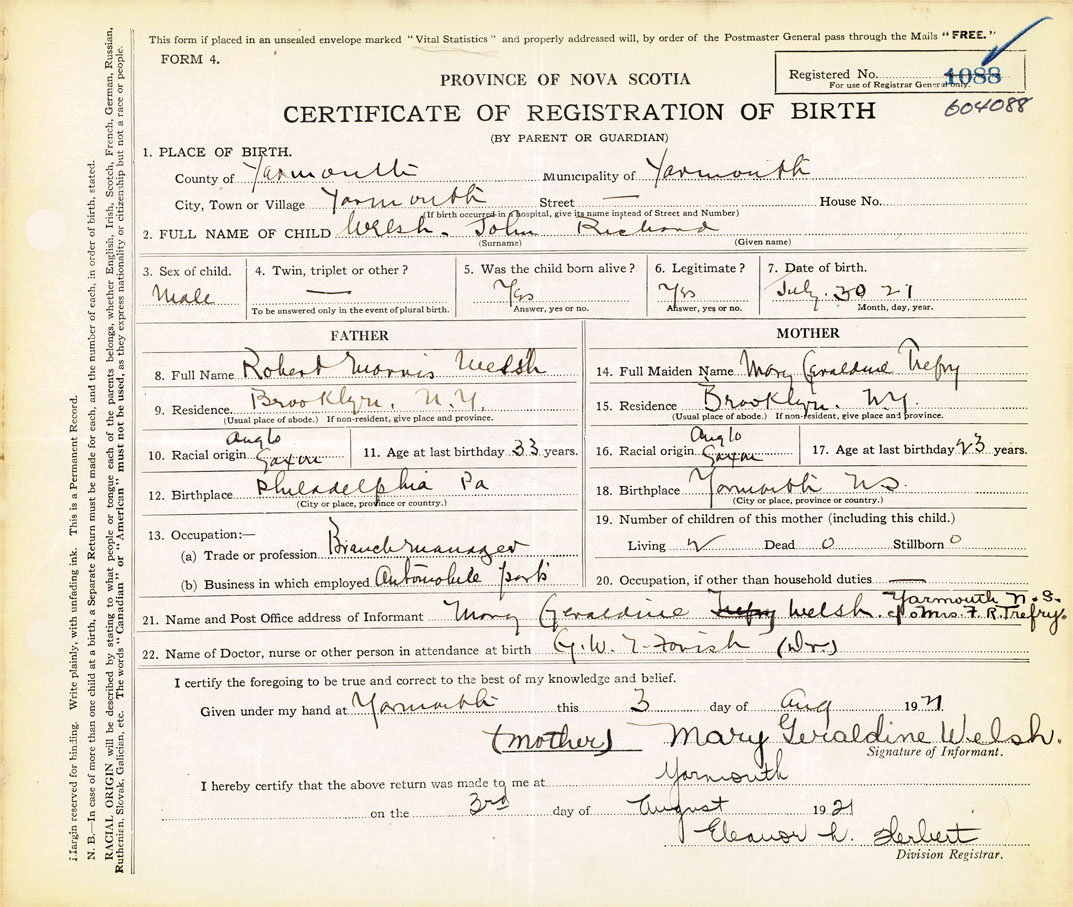 This form if placed in an unsealed envelope marked "Vital Statistics" and properly addressed will, by order of the Postmaster General pass through the Mails "FREE."
FORM 4.
Registered No. 1088
For use of Registrar General only.
604088
PROVINCE OF NOVA SCOTIA
CERTIFICATE OF REGISTRATION OF BIRTH
(BY PARENT OR GUARDIAN)
1. PLACE OF BIRTH.
County of Yarmouth Municipality of Yarmouth
City, Town or Village Yarmouth Street — House No.
(If birth occurred in a hospital, give its name instead of Street and Number)
2. FULL NAME OF CHILD Welsh. John Richard
(Surname) (Given name)
3. Sex of child. 4. Twin, triplet or other? 5. Was the child born alive? 6. Legitimate? 7. Date of birth.
Male — Yes Yes July. 30 21
To be answered only in the event of plural birth. Answer, yes or no. Answer, yes or no. Month, day, year.
FATHER
8. Full Name Robert Morris Welsh
9. Residence. Brooklyn. N.Y.
(Usual place of abode.) If non-resident, give place and province.
10. Racial origin Anglo Saxon 11. Age at last birthday 33 years.
12. Birthplace Philadelphia Pa
(City or place, province or country.)
13. Occupation:—
(a) Trade or profession Branch manager
(b) Business in which employed Automobile parts
MOTHER
14. Full Maiden Name Mary Geraldine Trefry
15. Residence Brooklyn. NY.
(Usual place of abode.) If non-resident, give place and province.
16. Racial origin Anglo Saxon 17. Age at last birthday 23 years.
18. Birthplace Yarmouth N.S.
(City or place, province or country.)
19. Number of children of this mother (including this child.)
Living 2 Dead 0 Stillborn 0
20. Occupation, if other than household duties —
21. Name and Post Office address of Informant Mary Geraldine Trefry Welsh. Yarmouth N.S.
c/o Mrs. F. R. Trefry.
22. Name of Doctor, nurse or other person in attendance at birth G. W. T. Farish (Dr)
I certify the foregoing to be true and correct to the best of my knowledge and belief.
Given under my hand at Yarmouth this 3 day of Aug 1921
(mother) Mary Geraldine Welsh.
Signature of Informant.
I hereby certify that the above return was made to me at Yarmouth
on the 3rd day of August 1921
Eleanor L. Herbert
Division Registrar.
Margin reserved for binding. Write plainly, with unfading ink. This is a Permanent Record.
N. B.—In case of more than one child at a birth, a Separate Return must be made for each, and the number of each, in order of birth, stated.
RACIAL ORIGIN will be described by stating to what people or tongue each of the parents belongs, whether English, Irish, Scotch, French, German, Russian,
Ruthenian, Slovak, Galician, etc. The words "Canadian" or "American" must not be used, as they express nationality or citizenship but not a race or people.